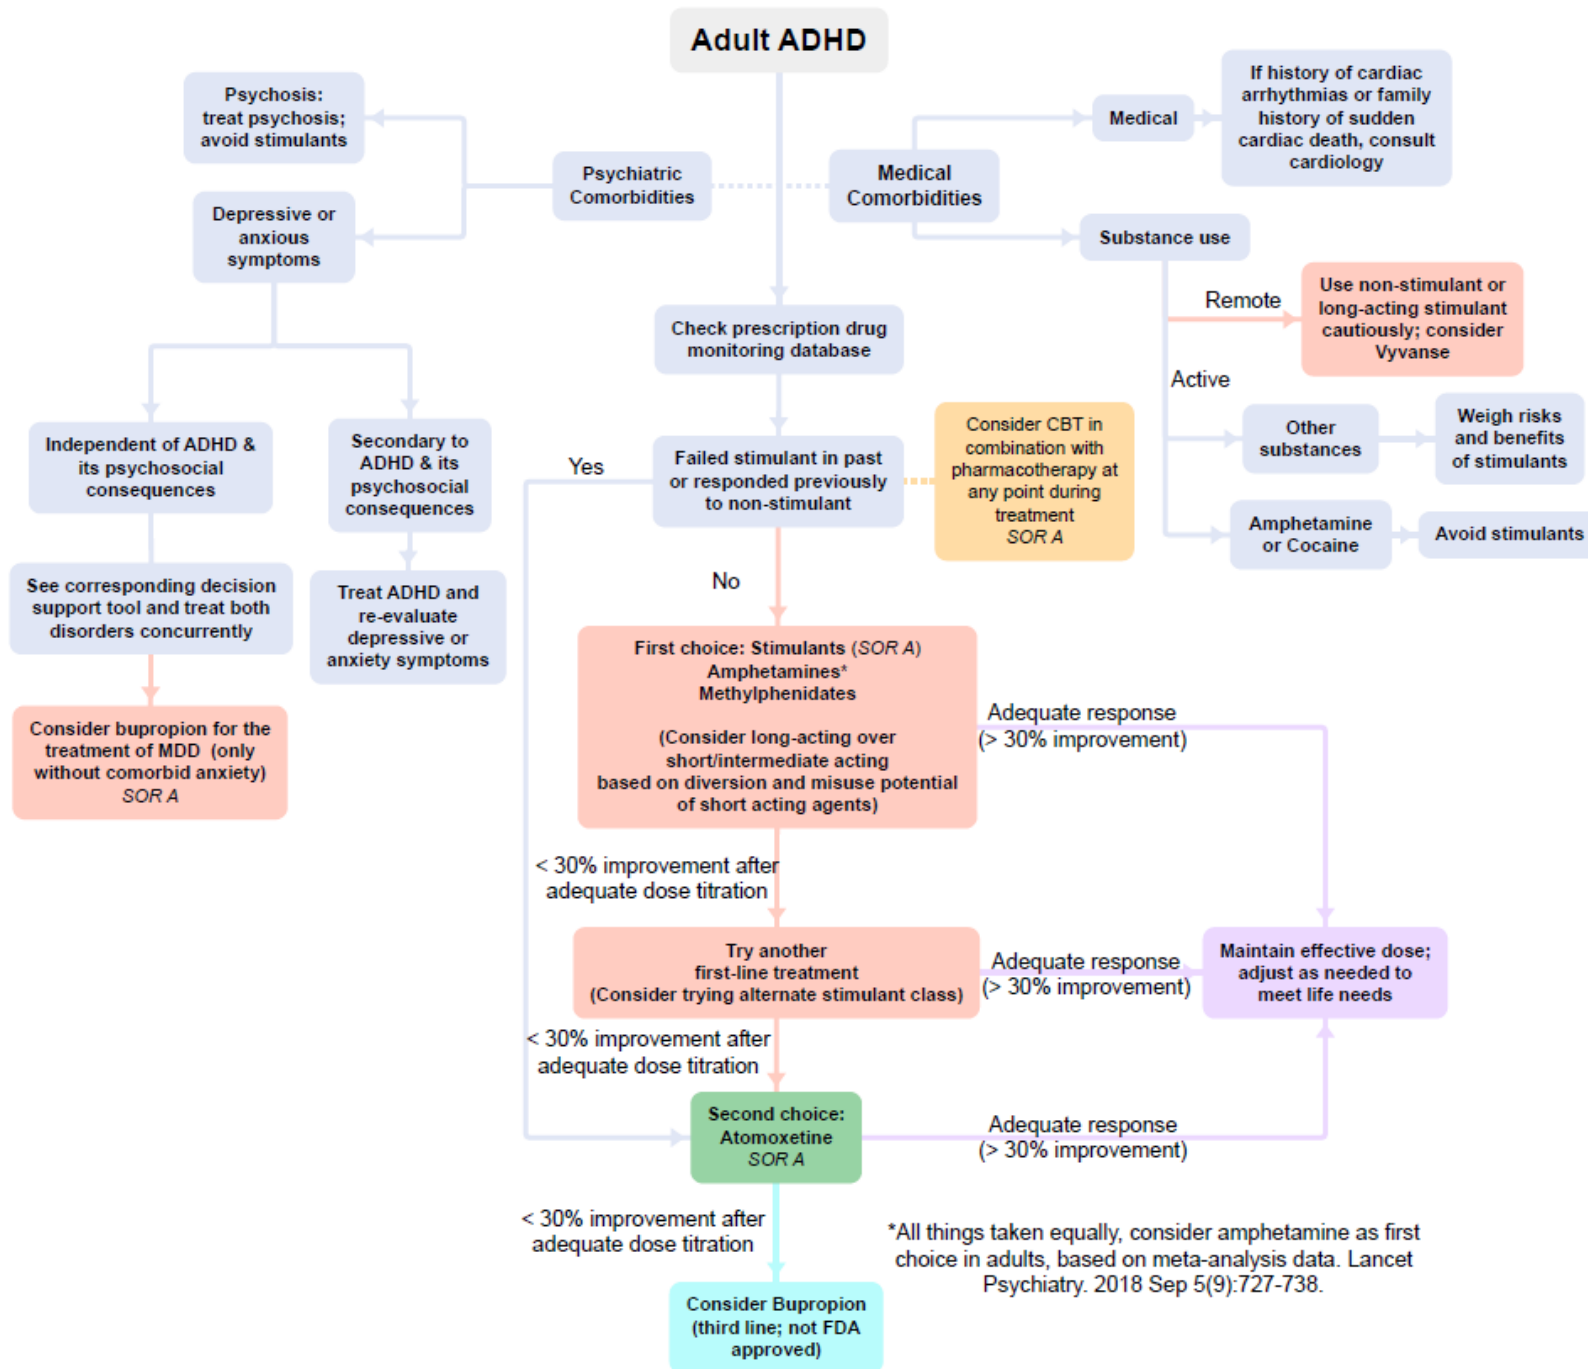 Adult ADHD
Psychosis:
treat psychosis;
avoid stimulants
Psychiatric
Comorbidities
Medical
Comorbidities
Medical
If history of cardiac
arrhythmias or family
history of sudden
cardiac death, consult
cardiology
Depressive or
anxious
symptoms
Substance use
Remote
Use non-stimulant or
long-acting stimulant
cautiously; consider
Vyvanse
Check prescription drug
monitoring database
Active
Other
substances
Weigh risks
and benefits
of stimulants
Amphetamine
or Cocaine
Avoid stimulants
Independent of ADHD &
its psychosocial
consequences
Secondary to
ADHD & its
psychosocial
consequences
Yes
Failed stimulant in past
or responded previously
to non-stimulant
Consider CBT in
combination with
pharmacotherapy at
any point during
treatment
SOR A
See corresponding decision
support tool and treat both
disorders concurrently
Treat ADHD and
re-evaluate
depressive or
anxiety symptoms
No
Consider bupropion for the
treatment of MDD (only
without comorbid anxiety)
SOR A
First choice: Stimulants (SOR A)
Amphetamines*
Methylphenidates
(Consider long-acting over
short/intermediate acting
based on diversion and misuse potential
of short acting agents)
Adequate response
(> 30% improvement)
< 30% improvement after
adequate dose titration
Try another
first-line treatment
(Consider trying alternate stimulant class)
Adequate response
(> 30% improvement)
Maintain effective dose;
adjust as needed to
meet life needs
< 30% improvement after
adequate dose titration
Second choice:
Atomoxetine
SOR A
Adequate response
(> 30% improvement)
< 30% improvement after
adequate dose titration
*All things taken equally, consider amphetamine as first
choice in adults, based on meta-analysis data. Lancet
Psychiatry. 2018 Sep 5(9):727-738.
Consider Bupropion
(third line; not FDA
approved)